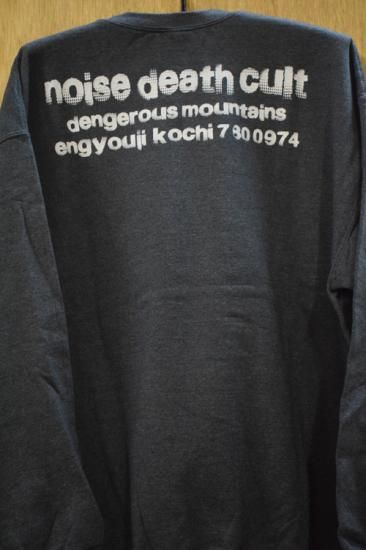 noise death cult
dengerous mountains
engyouji kochi 7 80 0974